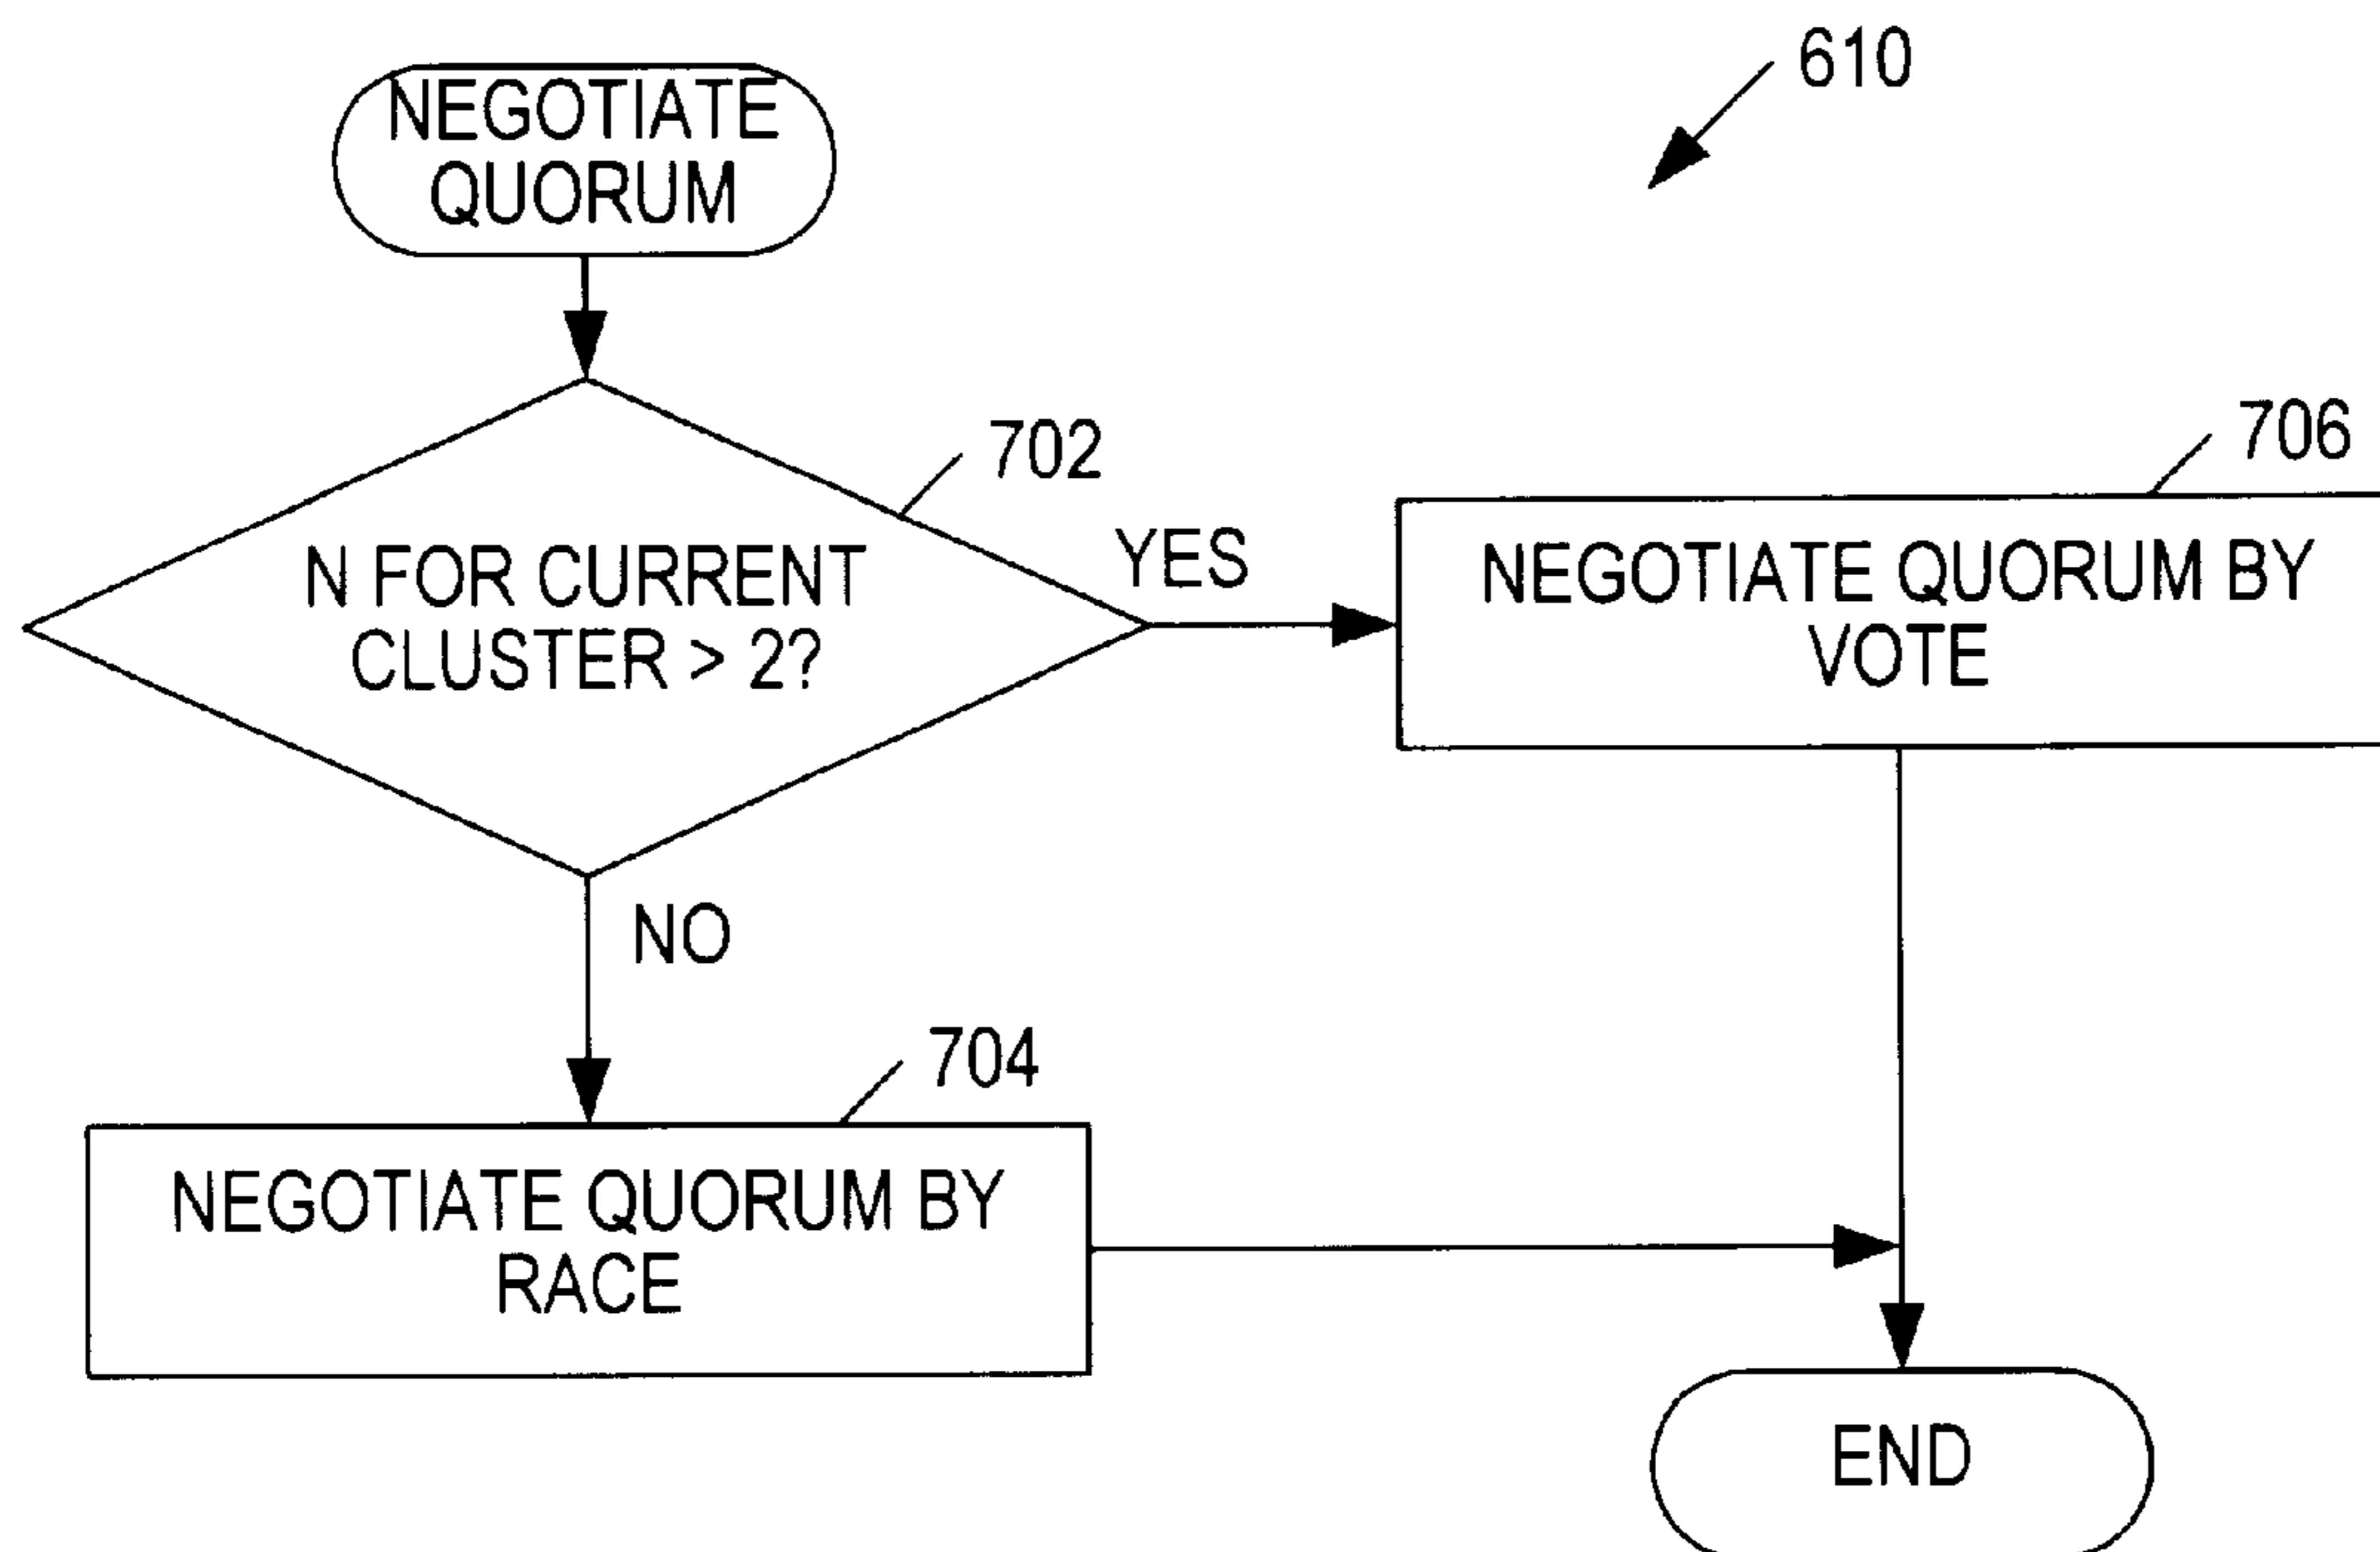 NEGOTIATE
QUORUM
610
702
N FOR CURRENT
CLUSTER > 2?
YES
706
NEGOTIATE QUORUM BY
VOTE
NO
704
NEGOTIATE QUORUM BY
RACE
END